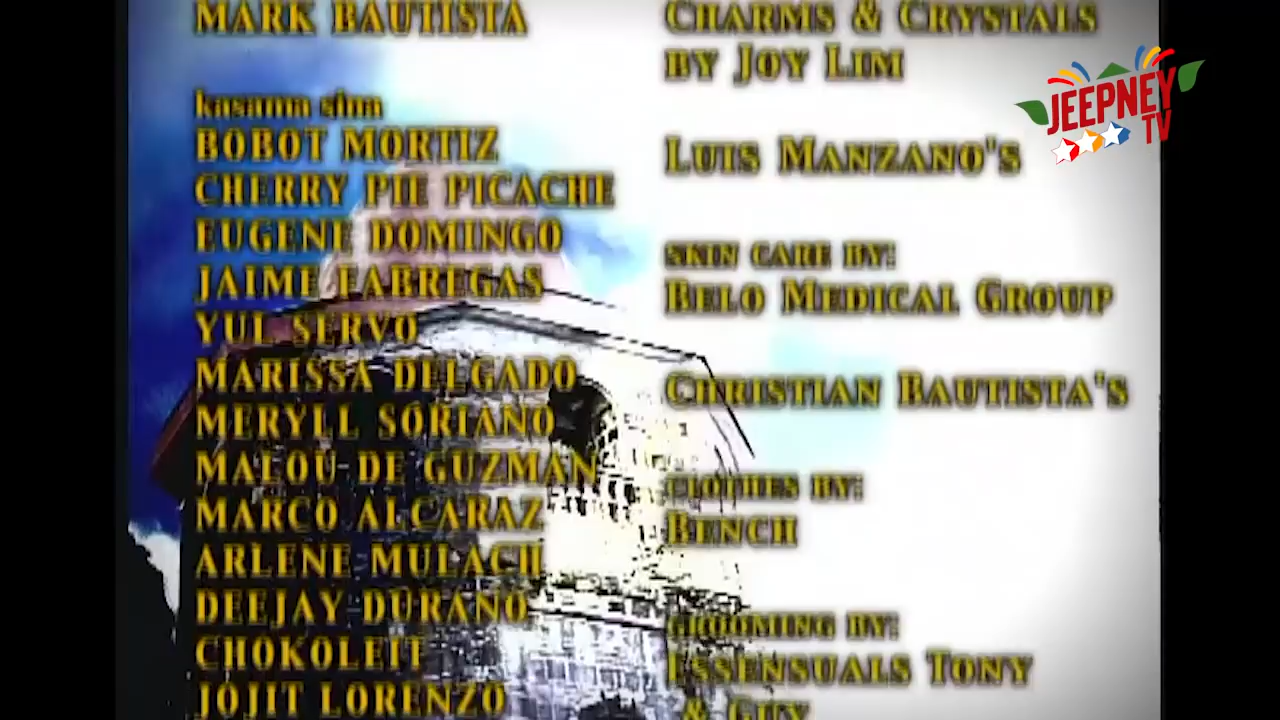 MARK BAUTISTA
kasama sina
BOBOT MORTIZ
CHERRY PIE PICACHE
EUGENE DOMINGO
JAIME FABREGAS
YUL SERVO
MARISSA DELGADO
MERYLL SORIANO
MALOU DE GUZMAN
MARCO ALCARAZ
ARLENE MULACH
DEEJAY DURANO
CHOKOLEIT
JOJIT LORENZO
CHARMS & CRYSTALS
BY JOY LIM
LUIS MANZANO'S
SKIN CARE BY:
BELO MEDICAL GROUP
CHRISTIAN BAUTISTA'S
CLOTHES BY:
BENCH
GROOMING BY:
ESSENSUALS TONY
& GUY
JEEPNEY
TV